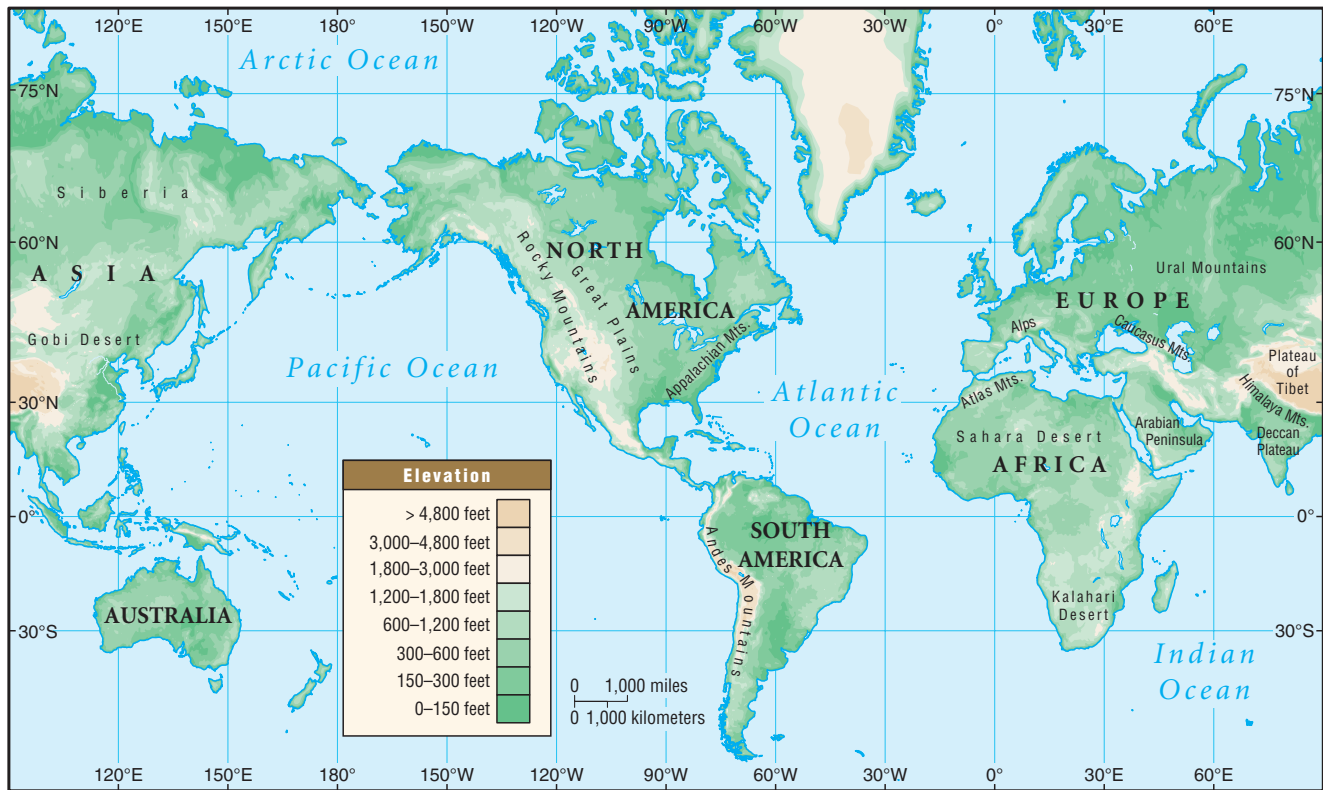 120°E 150°E 180° 150°W 120°W 90°W 60°W 30°W 0° 30°E 60°E
Arctic Ocean
75°N
75°N
Siberia
60°N
60°N
ASIA
NORTH
AMERICA
Rocky Mountains
Great Plains
Appalachian Mts.
Ural Mountains
EUROPE
Alps
Caucasus Mts.
Gobi Desert
Plateau
of
Tibet
Himalaya Mts.
Pacific Ocean
Atlantic
Ocean
30°N
30°N
Atlas Mts.
Sahara Desert
Arabian
Peninsula
Deccan
Plateau
AFRICA
Elevation
> 4,800 feet
3,000–4,800 feet
1,800–3,000 feet
1,200–1,800 feet
600–1,200 feet
300–600 feet
150–300 feet
0–150 feet
0°
0°
SOUTH
AMERICA
Andes Mountains
AUSTRALIA
Kalahari
Desert
30°S
30°S
Indian
Ocean
0 1,000 miles
0 1,000 kilometers
120°E 150°E 180° 150°W 120°W 90°W 60°W 30°W 0° 30°E 60°E